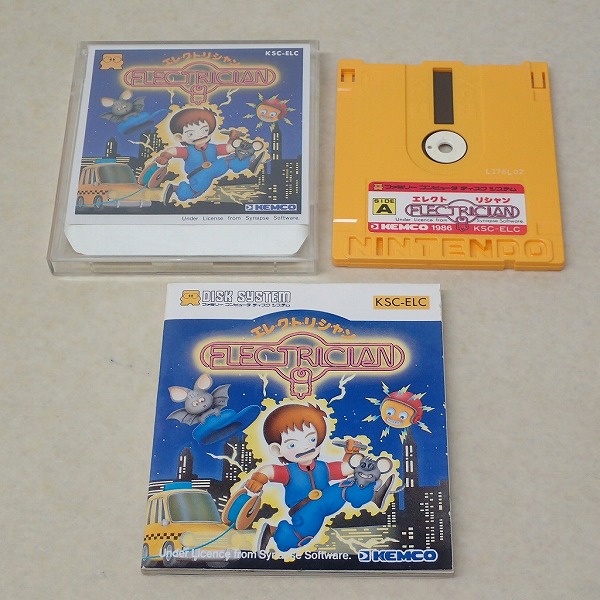 KSC-ELC
エレクトリシャン
ELECTRICIAN
KEMCO
Under License from Synapse Software
NINTENDO
ファミリー コンピュータ ディスク システム
SIDE
A
エレクト リシャン
ELECTRICIAN
Under Licence from Synapse Software
KEMCO 1986 KSC-ELC
DISK SYSTEM
ファミリー コンピュータ ディスク システム
KSC-ELC
エレクトリシャン
ELECTRICIAN
Under Licence from Synapse Software.
KEMCO